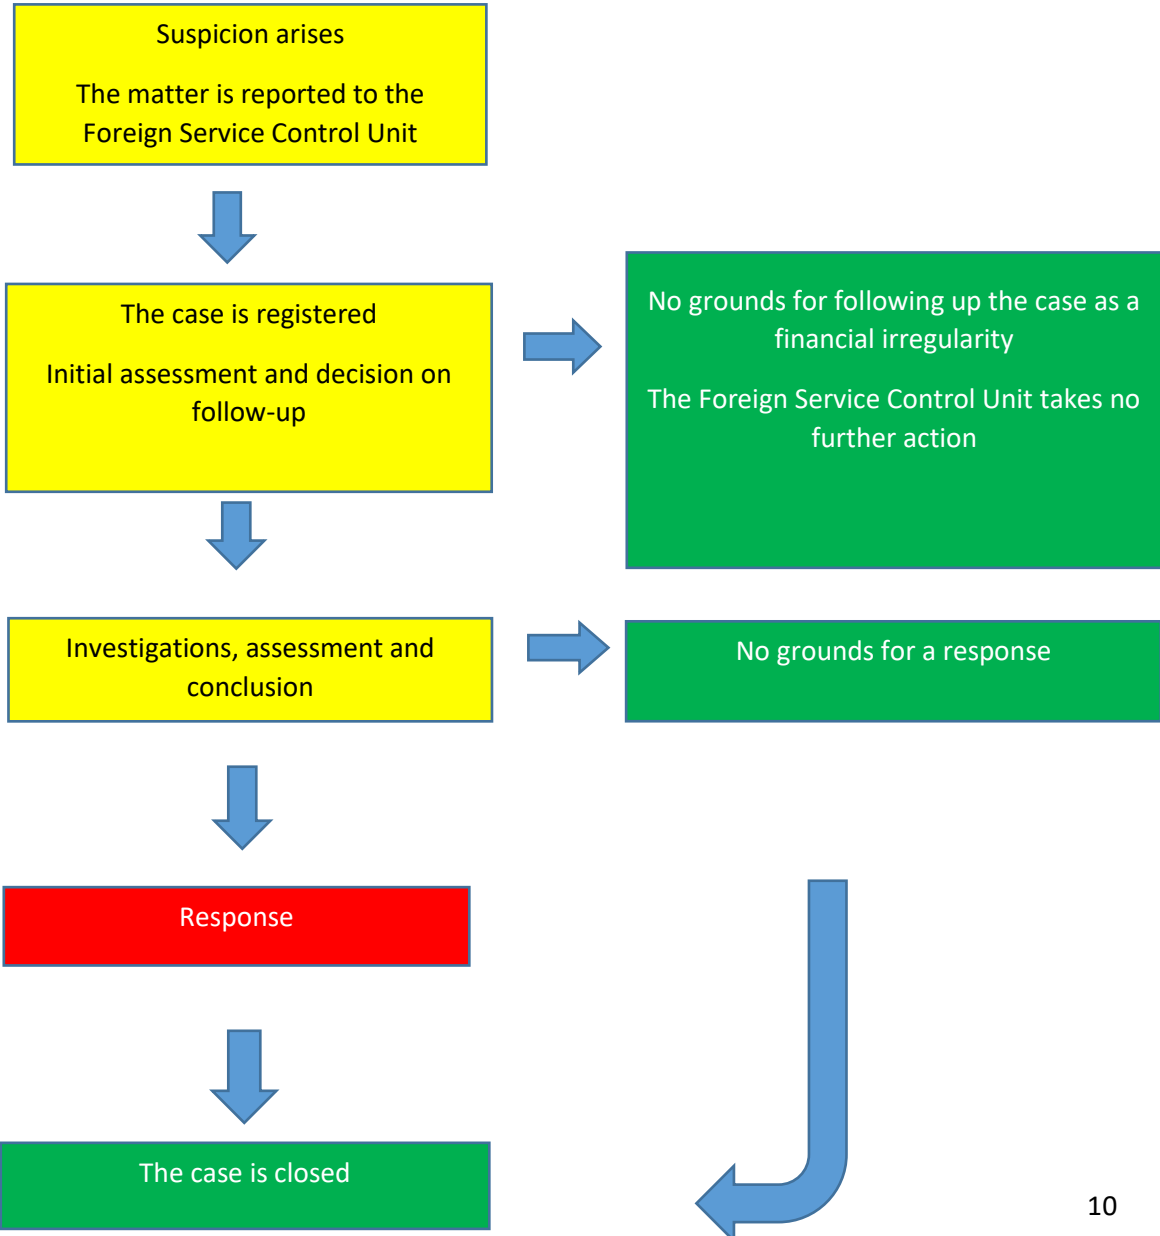 Suspicion arises
The matter is reported to the
Foreign Service Control Unit
The case is registered
Initial assessment and decision on
follow-up
No grounds for following up the case as a
financial irregularity
The Foreign Service Control Unit takes no
further action
Investigations, assessment and
conclusion
No grounds for a response
Response
The case is closed
10